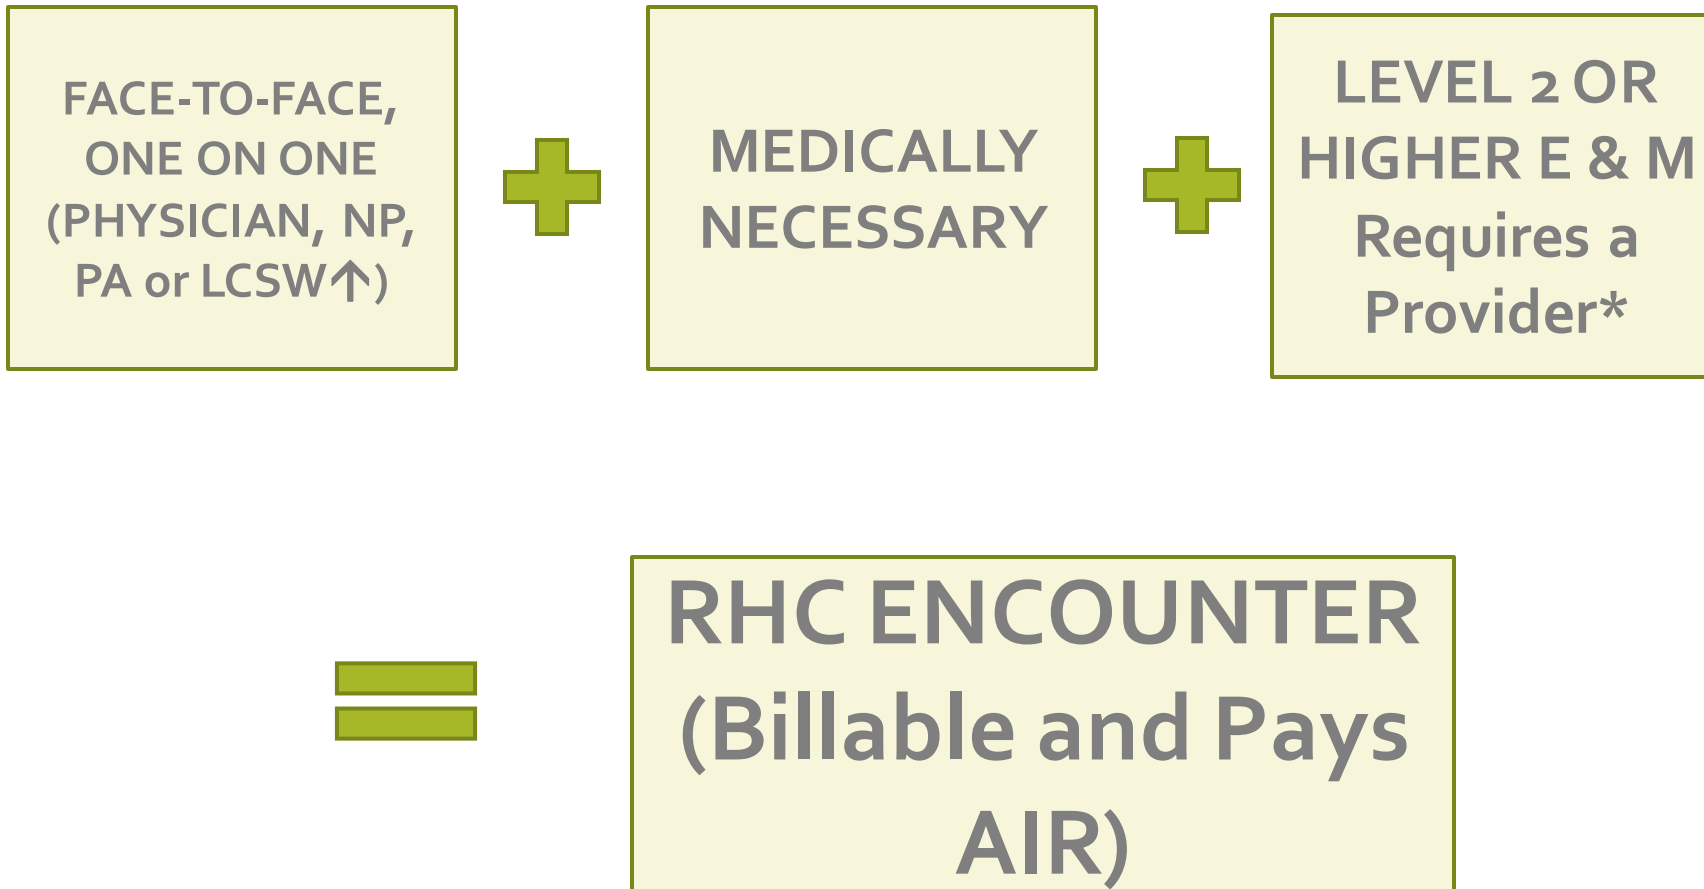 FACE-TO-FACE,
ONE ON ONE
(PHYSICIAN, NP,
PA or LCSW↑)
MEDICALLY
NECESSARY
LEVEL 2 OR
HIGHER E & M
Requires a
Provider*
RHC ENCOUNTER
(Billable and Pays
AIR)